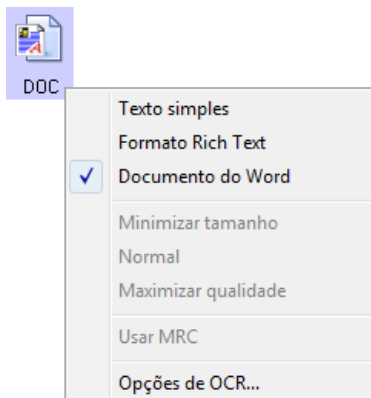 DOC
Texto simples
Formato Rich Text
Documento do Word
Minimizar tamanho
Normal
Maximizar qualidade
Usar MRC
Opções de OCR...